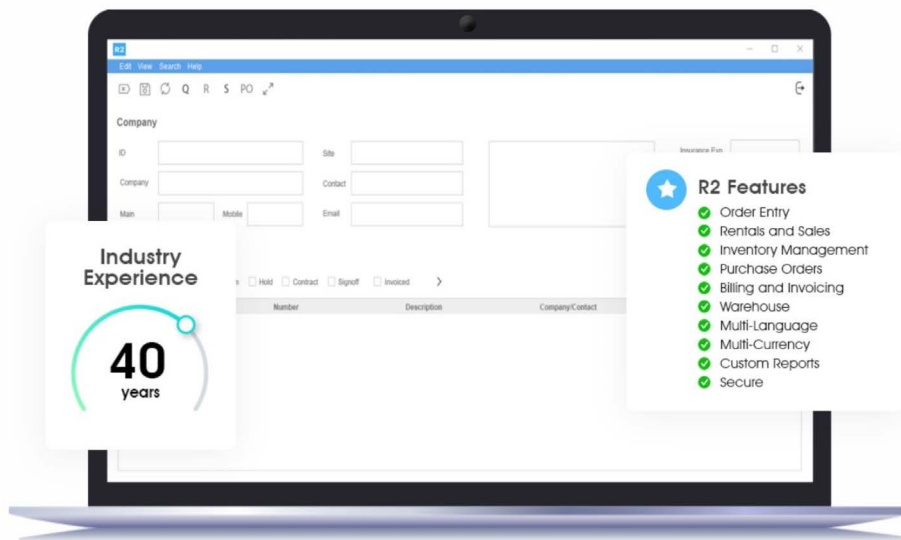 R2
Edit View Search Help
Q R S PO
Company
ID Site Insurance Exp
Company Contact
Main Mobile Email
Hold Contract Signoff Invoiced
Number Description Company/Contact
Industry
Experience
40
years
R2 Features
Order Entry
Rentals and Sales
Inventory Management
Purchase Orders
Billing and Invoicing
Warehouse
Multi-Language
Multi-Currency
Custom Reports
Secure